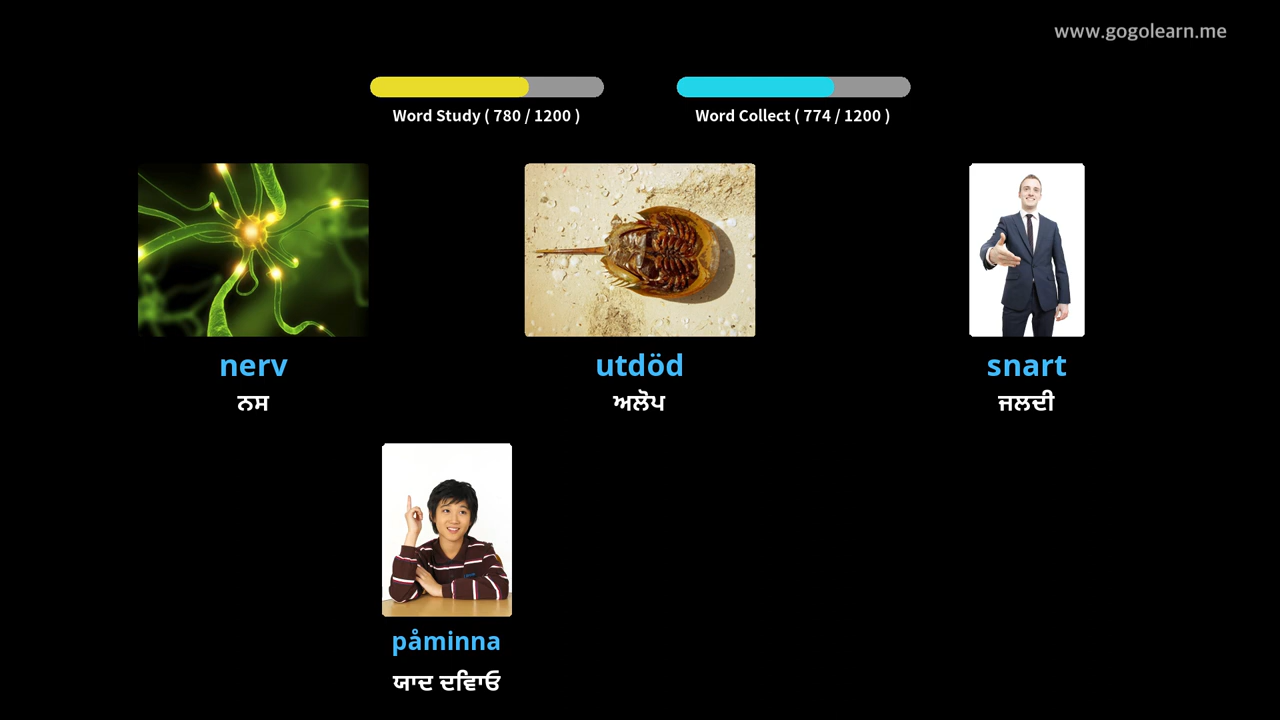 www.gogolearn.me
Word Study ( 780 / 1200 )
Word Collect ( 774 / 1200 )
nerv
utdöd
snart
ਨਸ
ਅਲੋਪ
ਜਲਦੀ
påminna
ਯਾਦ ਦਵਿਾਓ